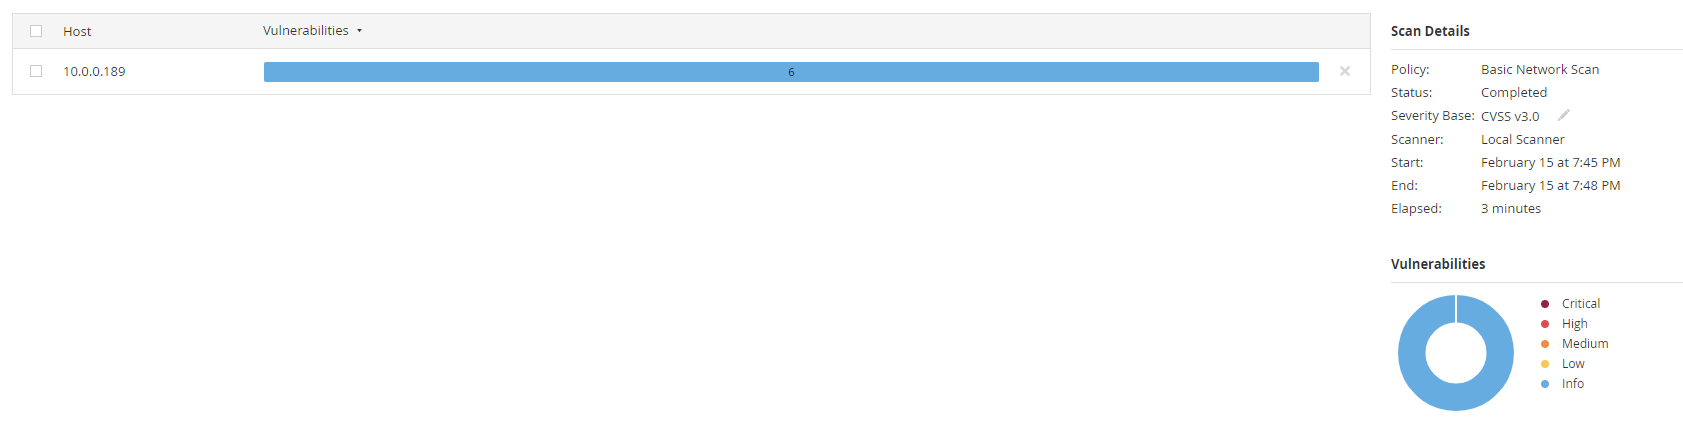 Host Vulnerabilities
10.0.0.189 6
Scan Details
Policy: Basic Network Scan
Status: Completed
Severity Base: CVSS v3.0
Scanner: Local Scanner
Start: February 15 at 7:45 PM
End: February 15 at 7:48 PM
Elapsed: 3 minutes
Vulnerabilities
Critical
High
Medium
Low
Info